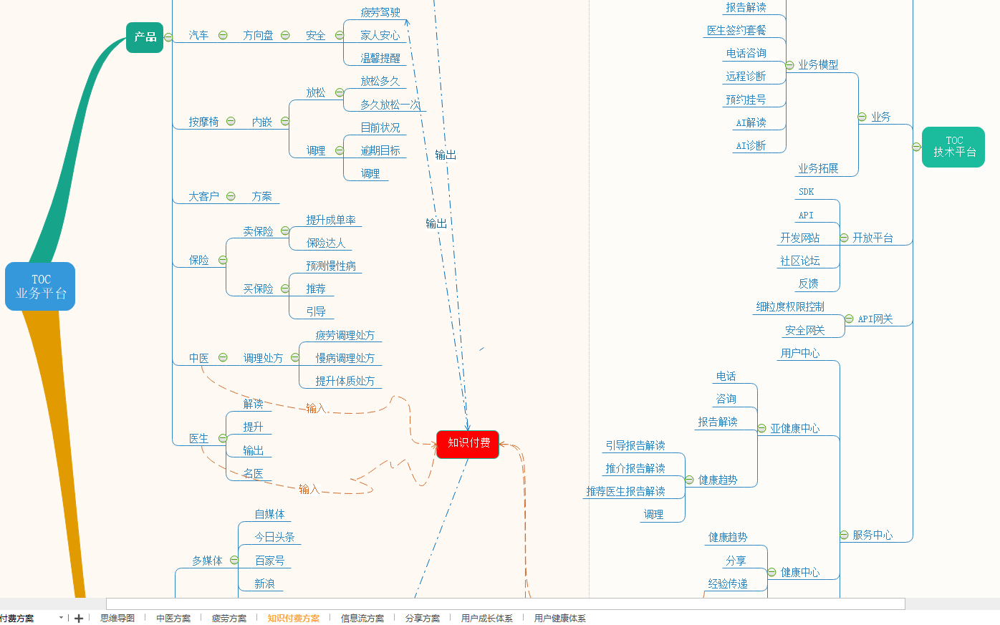 产品
汽车
方向盘
安全
疲劳驾驶
家人安心
温馨提醒
按摩椅
内嵌
放松
放松多久
多久放松一次
调理
目前状况
逾期目标
调理
大客户
方案
保险
卖保险
提升成单率
保险达人
买保险
预测慢性病
推荐
引导
中医
调理处方
疲劳调理处方
慢病调理处方
提升体质处方
医生
解读
提升
输出
名医
多媒体
自媒体
今日头条
百家号
新浪
TOC
业务平台
输出
输出
输入
输入
知识付费
TOC
技术平台
业务
业务模型
报告解读
医生签约套餐
电话咨询
远程诊断
预约挂号
AI解读
AI诊断
业务拓展
开放平台
SDK
API
开发网站
社区论坛
反馈
API网关
细粒度权限控制
安全网关
服务中心
用户中心
亚健康中心
电话
咨询
报告解读
健康趋势
引导报告解读
推介报告解读
推荐医生报告解读
调理
健康中心
健康趋势
分享
经验传递
付费方案
思维导图
中医方案
疲劳方案
知识付费方案
信息流方案
分享方案
用户成长体系
用户健康体系